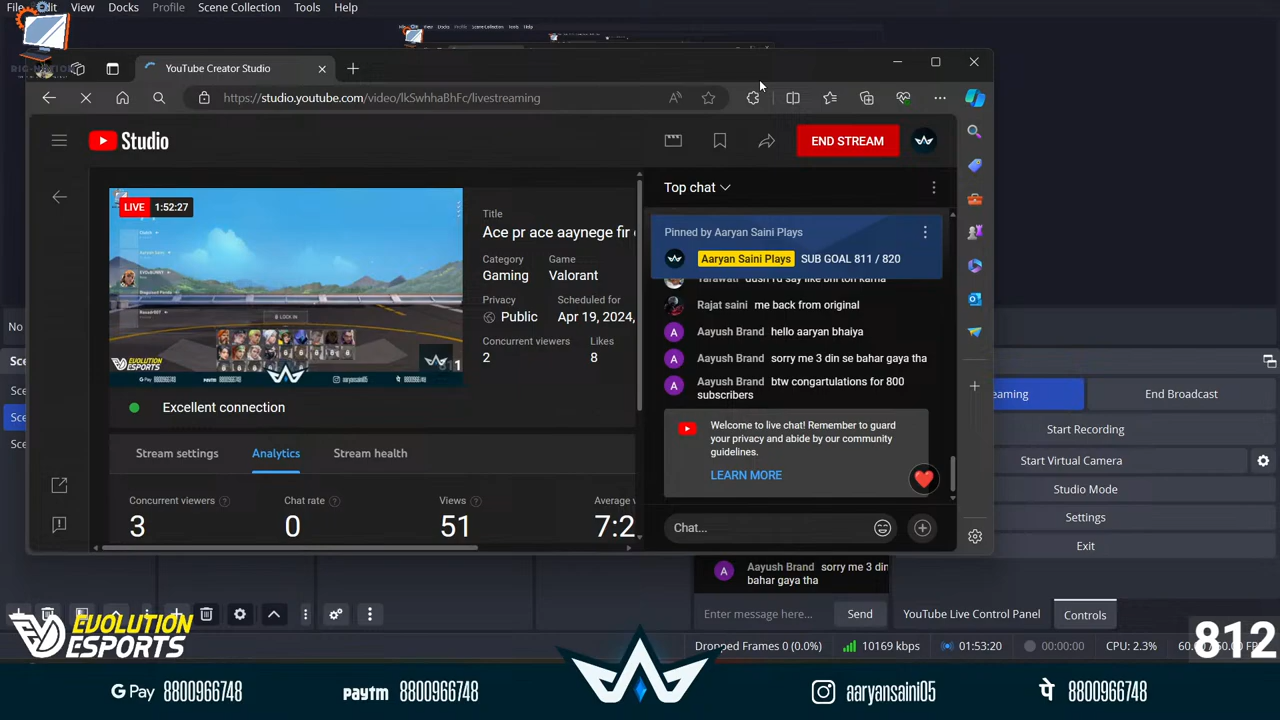 File Edit View Docks Profile Scene Collection Tools Help
YouTube Creator Studio
https://studio.youtube.com/video/lkSwhhaBhFc/livestreaming
Studio
END STREAM
LIVE 1:52:27
LOCK IN
EVOLUTION
ESPORTS
Title
Ace pr ace aaynege fir
Category
Gaming
Game
Valorant
Privacy
Public
Scheduled for
Apr 19, 2024,
Concurrent viewers
2
Likes
8
Excellent connection
Stream settings Analytics Stream health
Concurrent viewers
3
Chat rate
0
Views
51
Average
7:2
Top chat
Pinned by Aaryan Saini Plays
Aaryan Saini Plays SUB GOAL 811 / 820
Rajat saini me back from original
Aayush Brand hello aaryan bhaiya
Aayush Brand sorry me 3 din se bahar gaya tha
Aayush Brand btw congartulations for 800
subscribers
Welcome to live chat! Remember to guard
your privacy and abide by our community
guidelines.
LEARN MORE
Chat...
No
End Broadcast
Start Recording
Start Virtual Camera
Studio Mode
Settings
Exit
Aayush Brand sorry me 3 din
bahar gaya tha
Enter message here... Send
YouTube Live Control Panel Controls
Dropped Frames 0 (0.0%) 10169 kbps 01:53:20 00:00:00 CPU: 2.3%
EVOLUTION
ESPORTS
812
G Pay 8800966748 paytm 8800966748 aaryansaini05 पे 8800966748